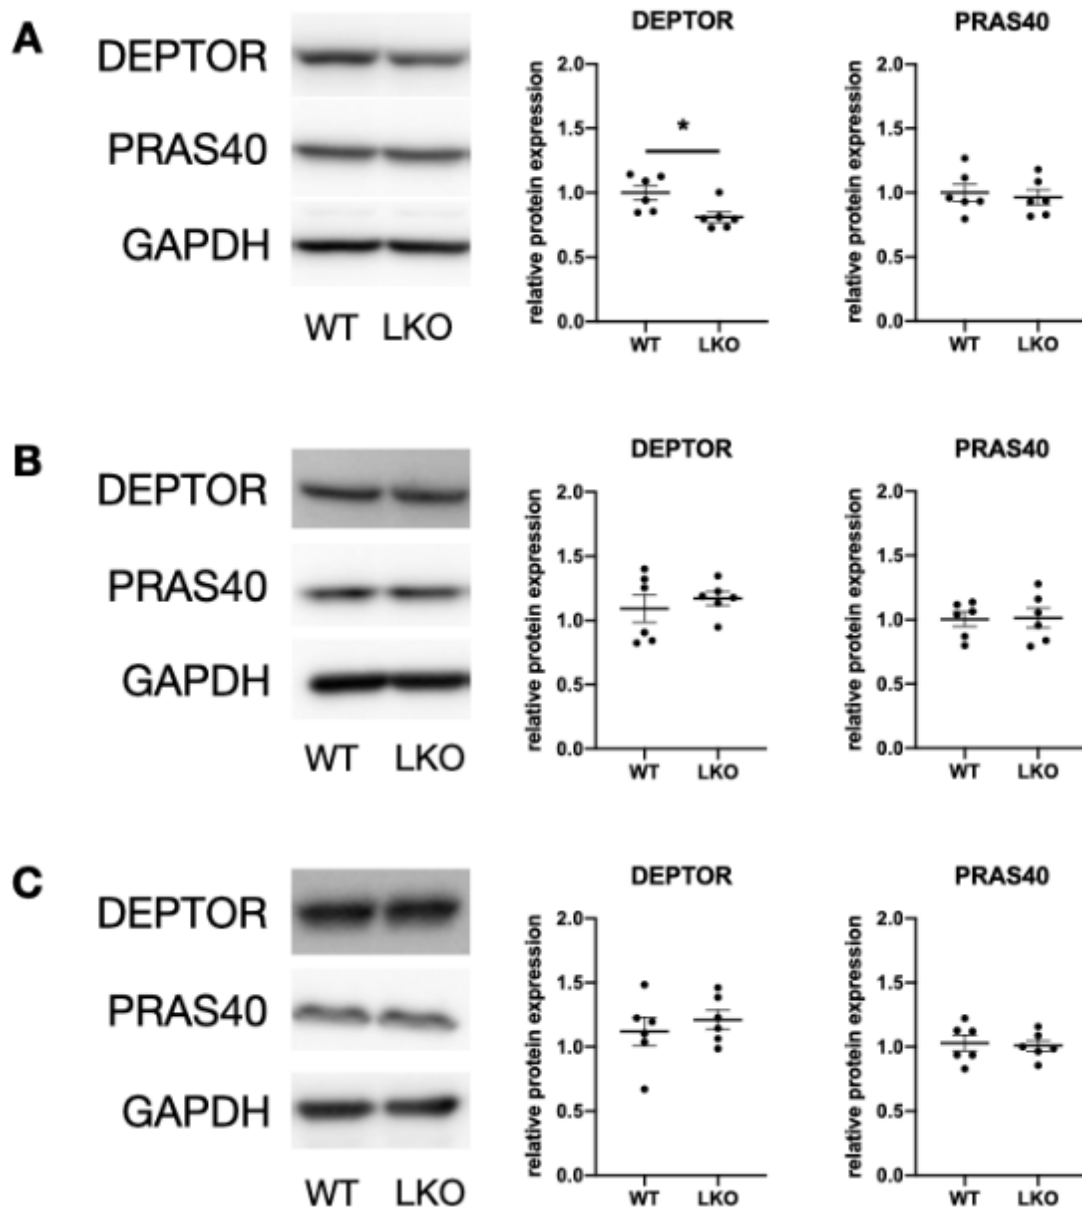 A
DEPTOR
PRAS40
GAPDH
WT LKO
DEPTOR
relative protein expression
2.0
1.5
1.0
0.5
0.0
*
WT LKO
PRAS40
relative protein expression
2.0
1.5
1.0
0.5
0.0
WT LKO
B
DEPTOR
PRAS40
GAPDH
WT LKO
DEPTOR
relative protein expression
2.0
1.5
1.0
0.5
0.0
WT LKO
PRAS40
relative protein expression
2.0
1.5
1.0
0.5
0.0
WT LKO
C
DEPTOR
PRAS40
GAPDH
WT LKO
DEPTOR
relative protein expression
2.0
1.5
1.0
0.5
0.0
WT LKO
PRAS40
relative protein expression
2.0
1.5
1.0
0.5
0.0
WT LKO